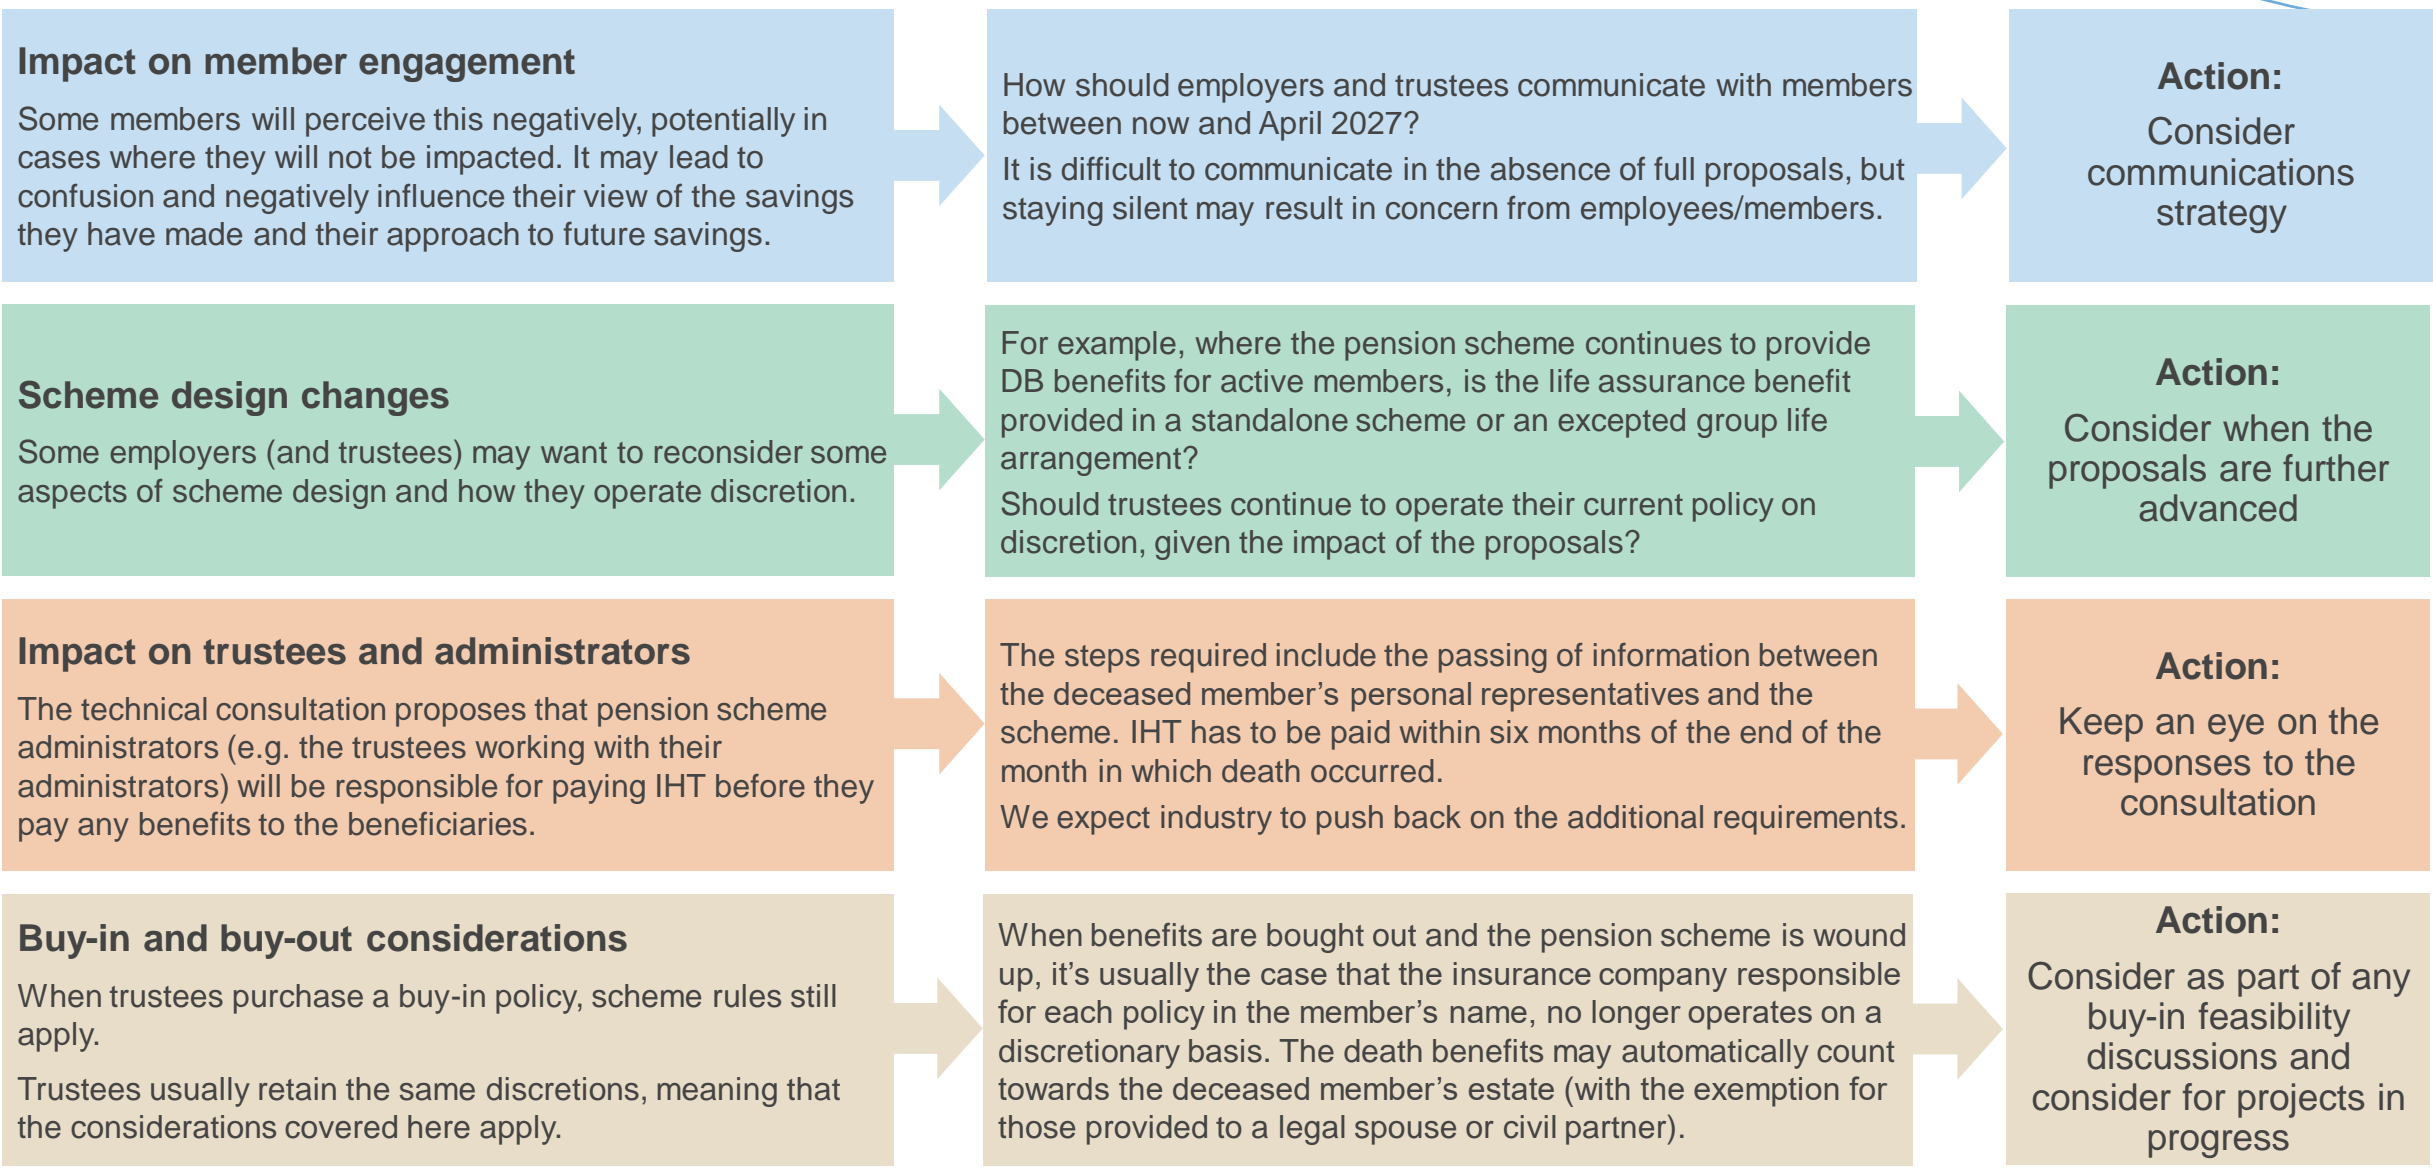 Impact on member engagement
Some members will perceive this negatively, potentially in
cases where they will not be impacted. It may lead to
confusion and negatively influence their view of the savings
they have made and their approach to future savings.
How should employers and trustees communicate with members
between now and April 2027?
It is difficult to communicate in the absence of full proposals, but
staying silent may result in concern from employees/members.
Action:
Consider
communications
strategy
Scheme design changes
Some employers (and trustees) may want to reconsider some
aspects of scheme design and how they operate discretion.
For example, where the pension scheme continues to provide
DB benefits for active members, is the life assurance benefit
provided in a standalone scheme or an excepted group life
arrangement?
Should trustees continue to operate their current policy on
discretion, given the impact of the proposals?
Action:
Consider when the
proposals are further
advanced
Impact on trustees and administrators
The technical consultation proposes that pension scheme
administrators (e.g. the trustees working with their
administrators) will be responsible for paying IHT before they
pay any benefits to the beneficiaries.
The steps required include the passing of information between
the deceased member's personal representatives and the
scheme. IHT has to be paid within six months of the end of the
month in which death occurred.
We expect industry to push back on the additional requirements.
Action:
Keep an eye on the
responses to the
consultation
Buy-in and buy-out considerations
When trustees purchase a buy-in policy, scheme rules still
apply.
Trustees usually retain the same discretions, meaning that
the considerations covered here apply.
When benefits are bought out and the pension scheme is wound
up, it's usually the case that the insurance company responsible
for each policy in the member's name, no longer operates on a
discretionary basis. The death benefits may automatically count
towards the deceased member's estate (with the exemption for
those provided to a legal spouse or civil partner).
Action:
Consider as part of any
buy-in feasibility
discussions and
consider for projects in
progress